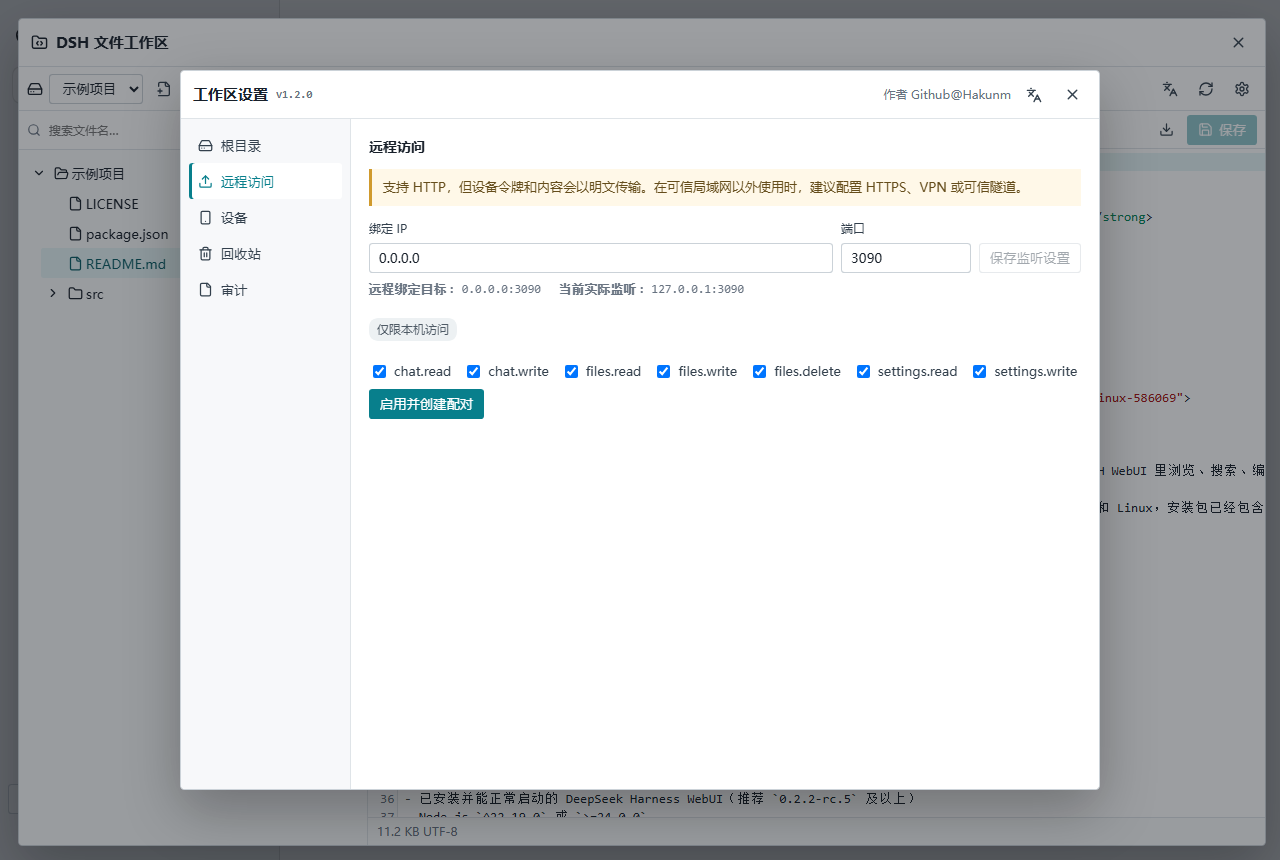 DSH 文件工作区
示例项目
搜索文件名...
保存
示例项目
LICENSE
package.json
README.md
src
工作区设置 v1.2.0
作者 Github@Hakunm
根目录
远程访问
设备
回收站
审计
远程访问
支持 HTTP，但设备令牌和内容会以明文传输。在可信局域网以外使用时，建议配置 HTTPS、VPN 或可信隧道。
绑定 IP
端口
0.0.0.0
3090
保存监听设置
远程绑定目标： 0.0.0.0:3090 当前实际监听： 127.0.0.1:3090
仅限本机访问
chat.read chat.write files.read files.write files.delete settings.read settings.write
启用并创建配对
/strong>
inux-586069">
WebUI 里浏览、搜索、编
和 Linux，安装包已经包含
36 - 已安装并能正常启动的 DeepSeek Harness WebUI（推荐 `0.2.2-rc.5` 及以上）
11.2 KB UTF-8